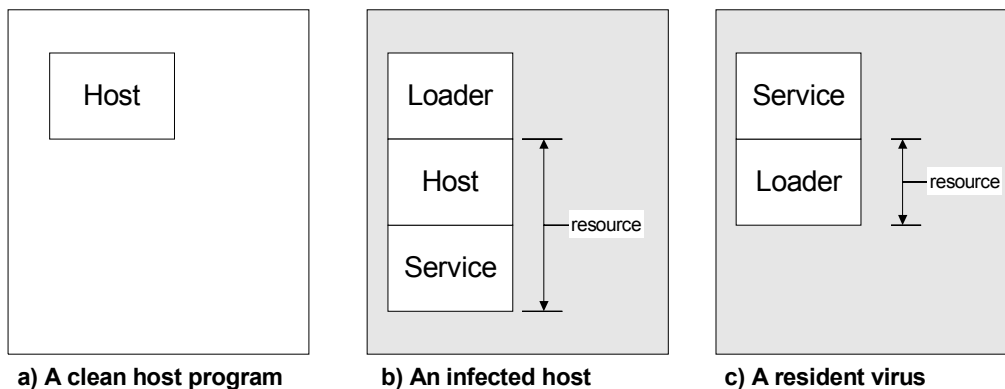 Host
a) A clean host program
Loader
Host
Service
resource
b) An infected host
Service
Loader
resource
c) A resident virus